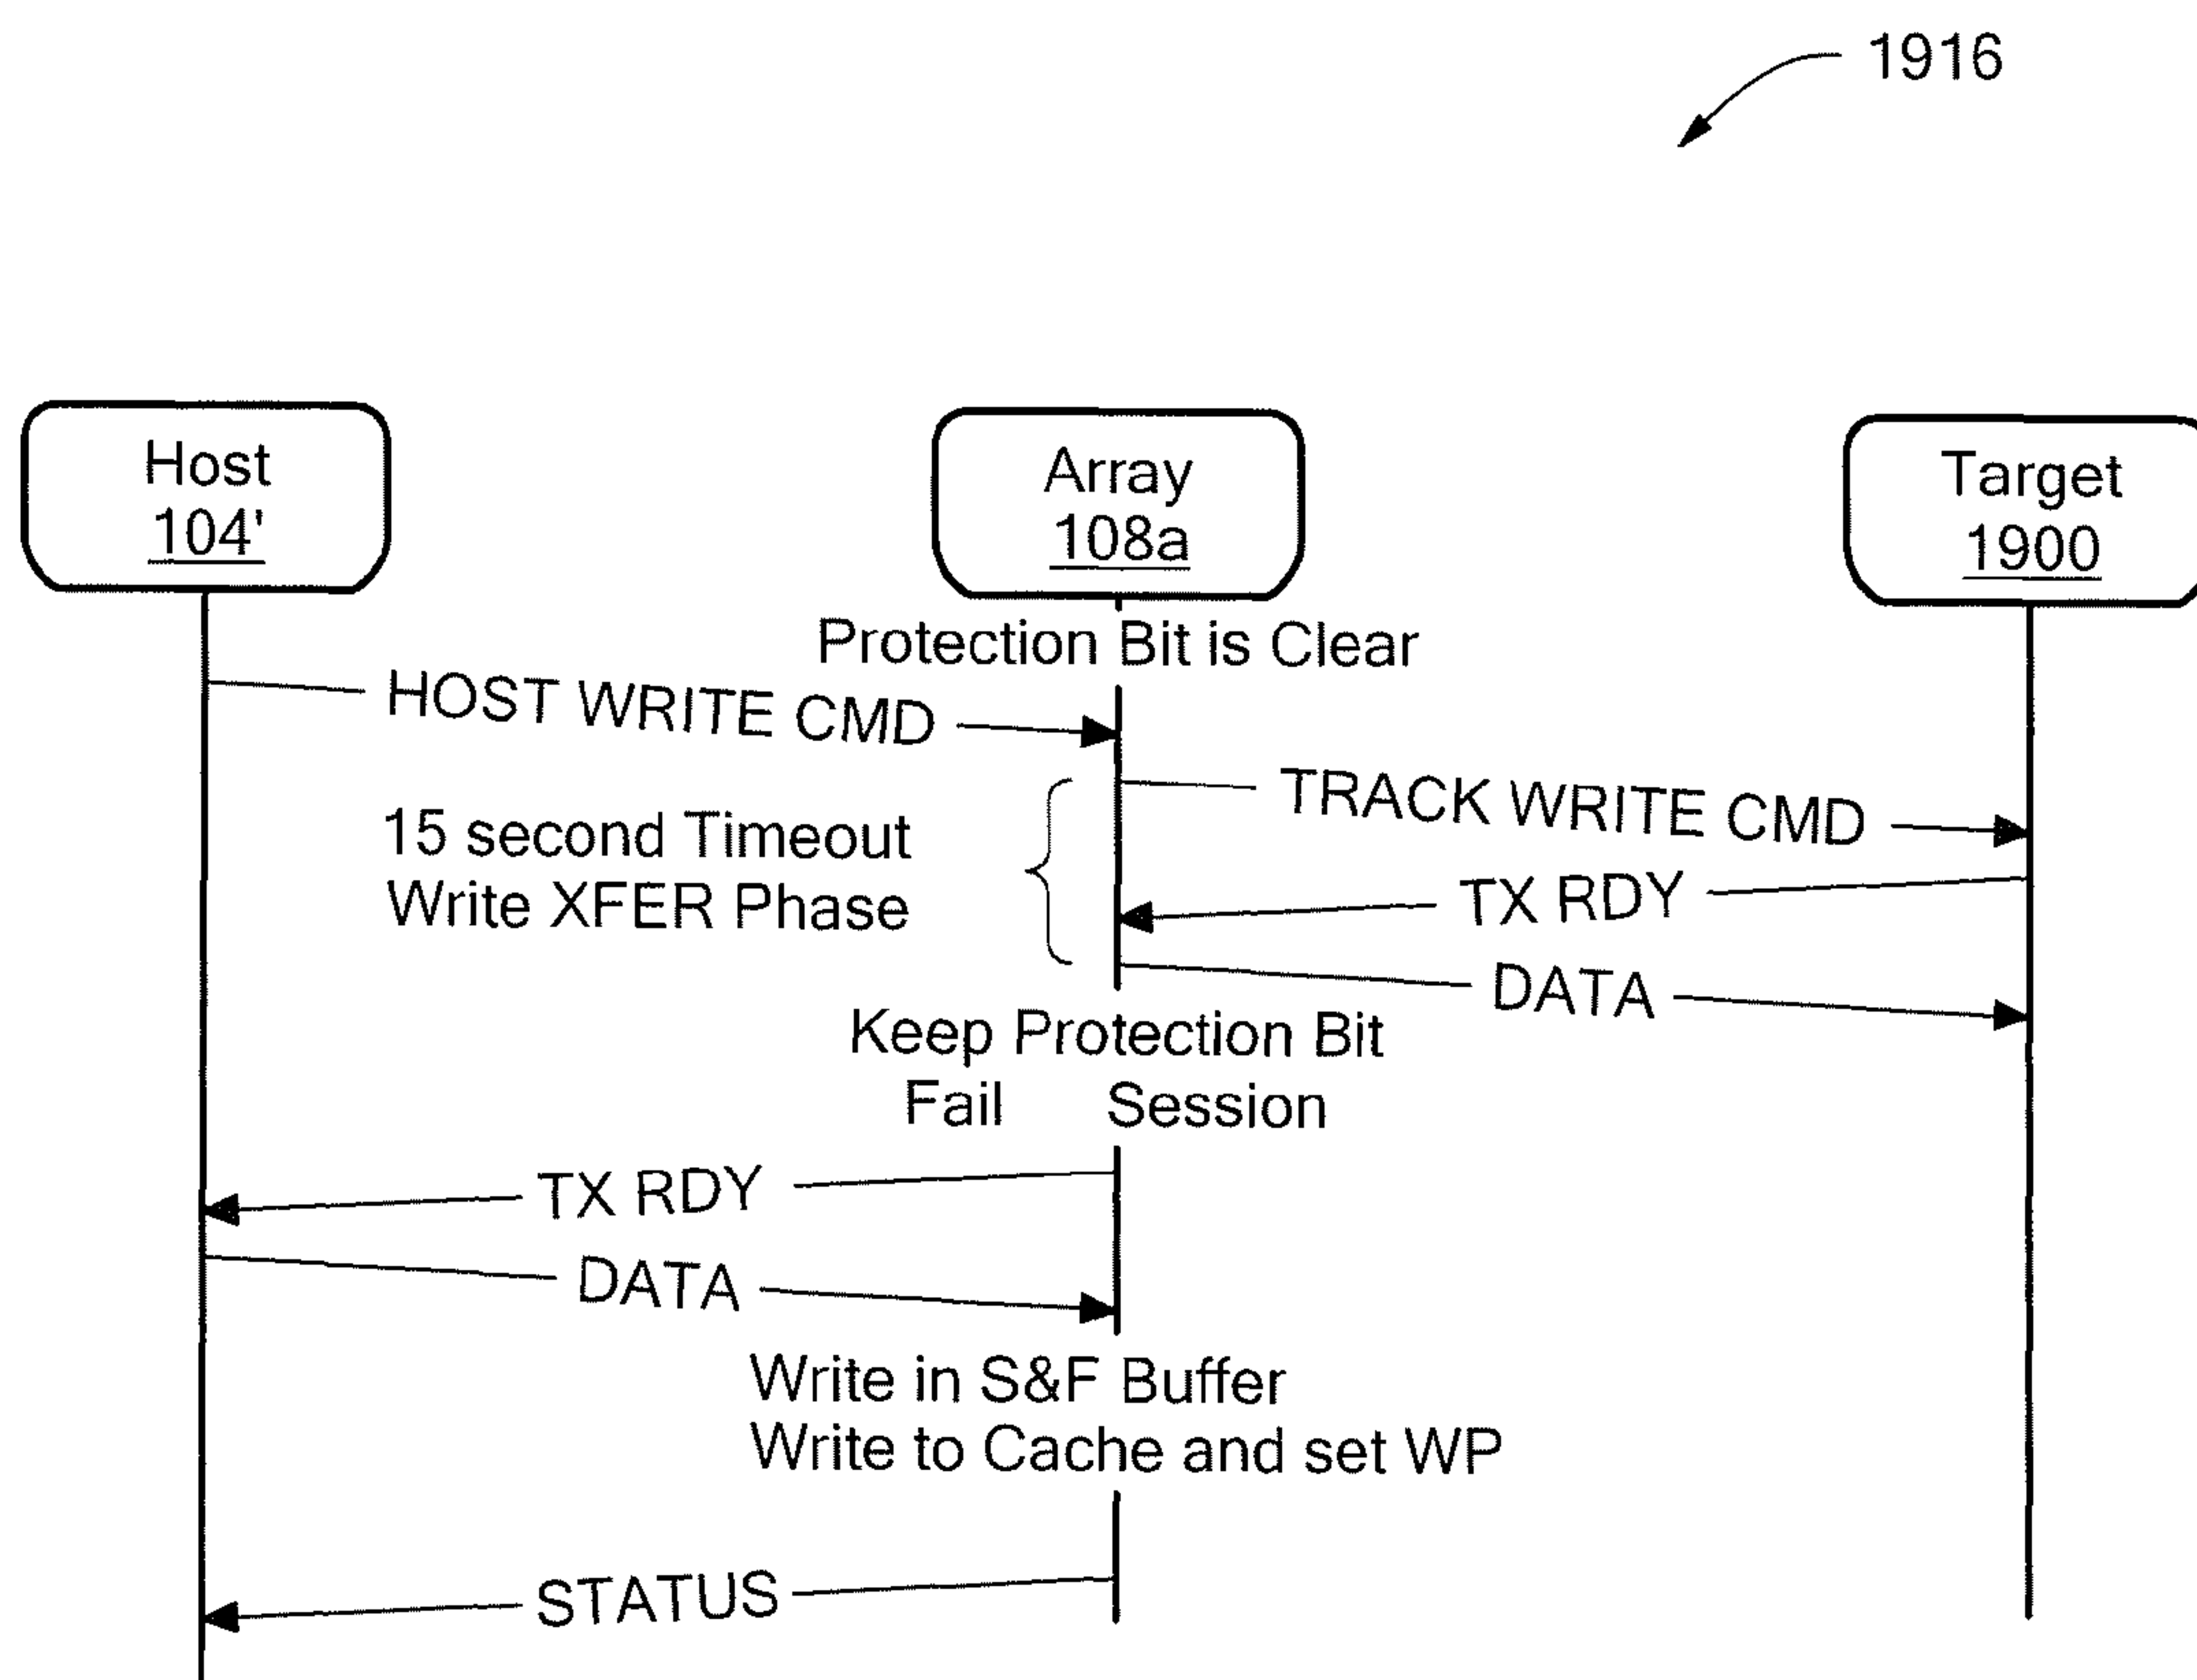 1916
Host
104'
Array
108a
Target
1900
Protection Bit is Clear
HOST WRITE CMD
TRACK WRITE CMD
15 second Timeout
Write XFER Phase
TX RDY
DATA
Keep Protection Bit
Fail Session
TX RDY
DATA
Write in S&F Buffer
Write to Cache and set WP
STATUS